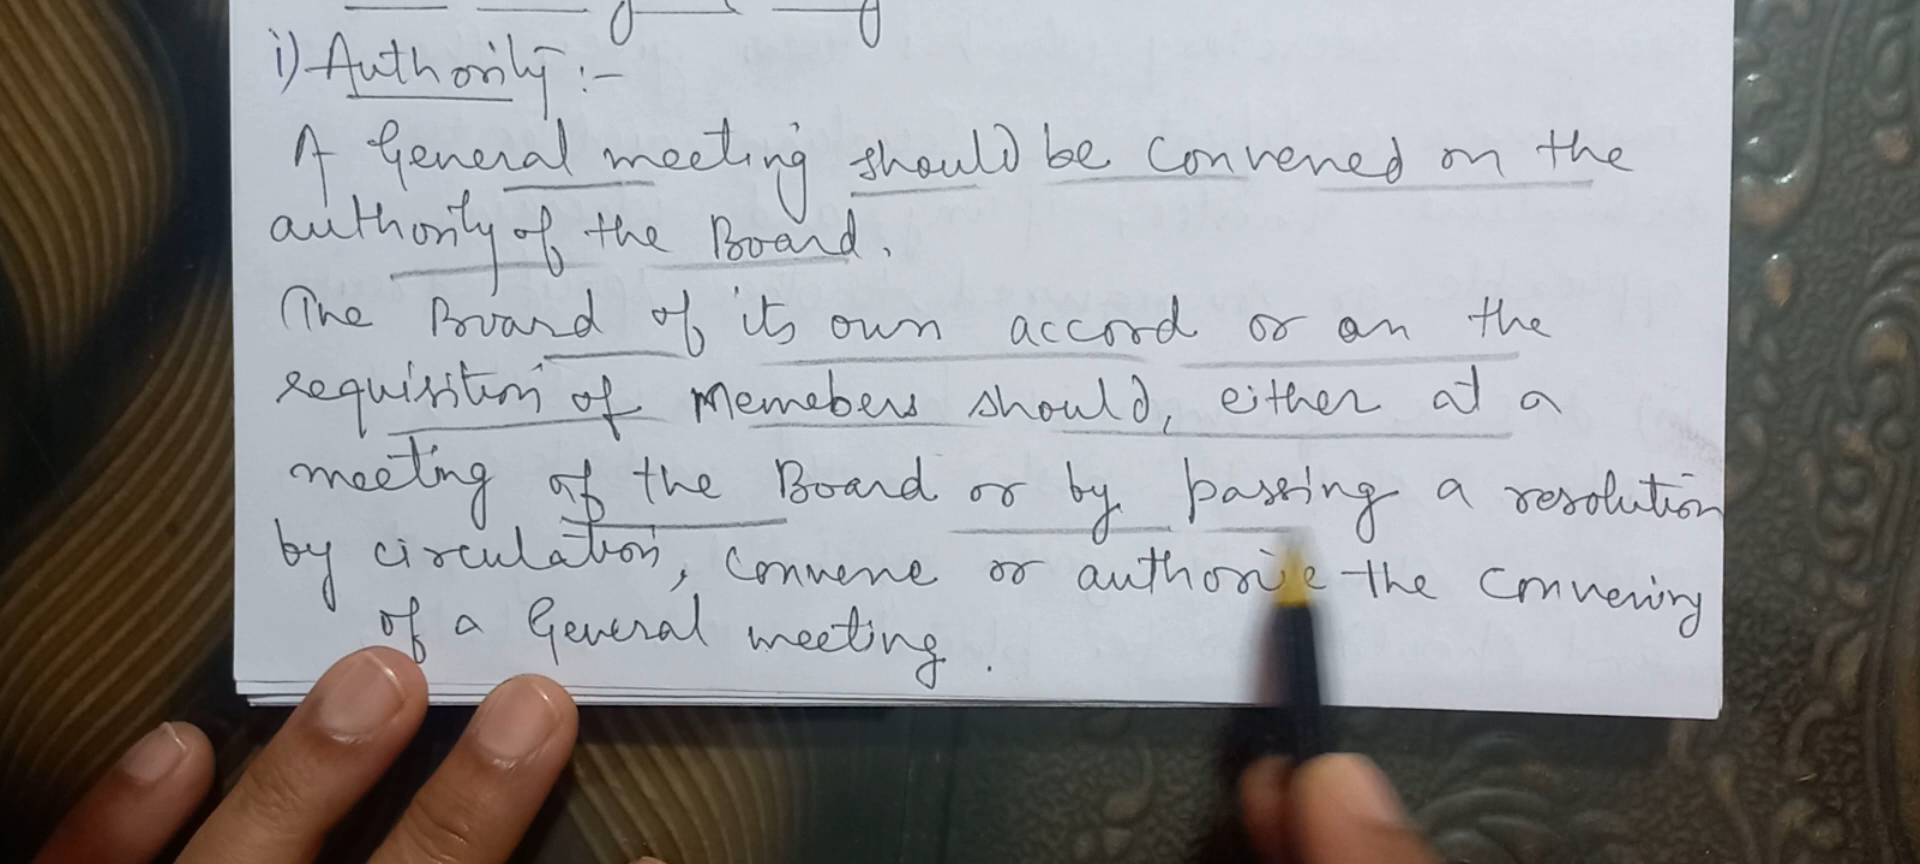 i) Authority :-
A General meeting should be convened on the
authority of the Board.
The Board of its own accord or on the
requisition of Memebers should, either at a
meeting of the Board or by passing a resolution
by circulation, convene or authorise the convening
of a General meeting.